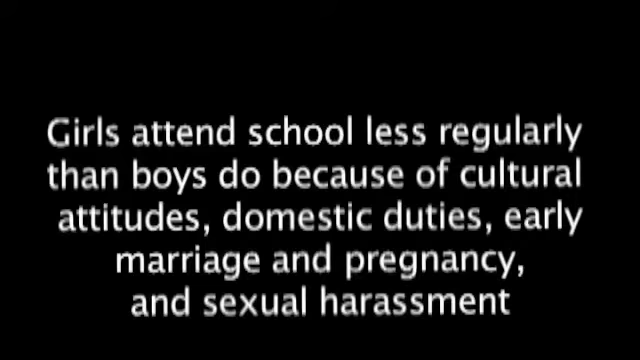 Girls attend school less regularly
than boys do because of cultural
attitudes, domestic duties, early
marriage and pregnancy,
and sexual harassment